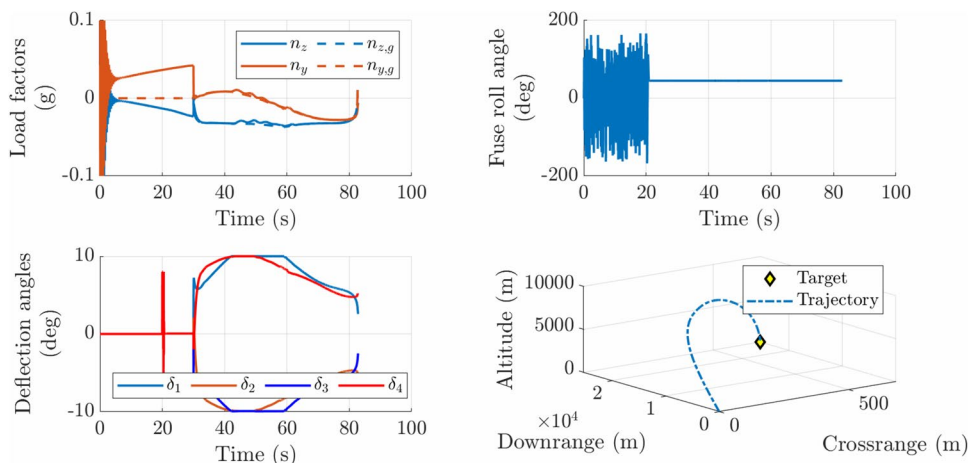 0.1
0
-0.1
Load factors
(g)
n_z n_{z,g}
n_y n_{y,g}
0 20 40 60 80 100
Time (s)
200
0
-200
Fuse roll angle
(deg)
0 20 40 60 80 100
Time (s)
10
0
-10
Deflection angles
(deg)
δ_1 δ_2 δ_3 δ_4
0 20 40 60 80 100
Time (s)
10000
5000
0
Altitude (m)
Target
Trajectory
2
1
0
×10^4
Downrange (m)
0
500
Crossrange (m)